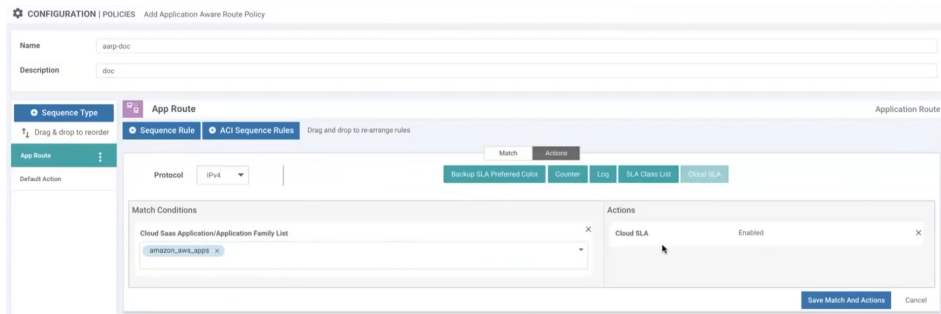 CONFIGURATION | POLICIES Add Application Aware Route Policy
Name aarp-doc
Description doc
Sequence Type
Drag & drop to reorder
App Route
Default Action
App Route Application Route
Sequence Rule ACI Sequence Rules Drag and drop to re-arrange rules
Match Actions
Protocol IPv4 Backup SLA Preferred Color Counter Log SLA Class List Cloud SLA
Match Conditions
Cloud Saas Application/Application Family List
amazon_aws_apps
Actions
Cloud SLA Enabled
Save Match And Actions Cancel